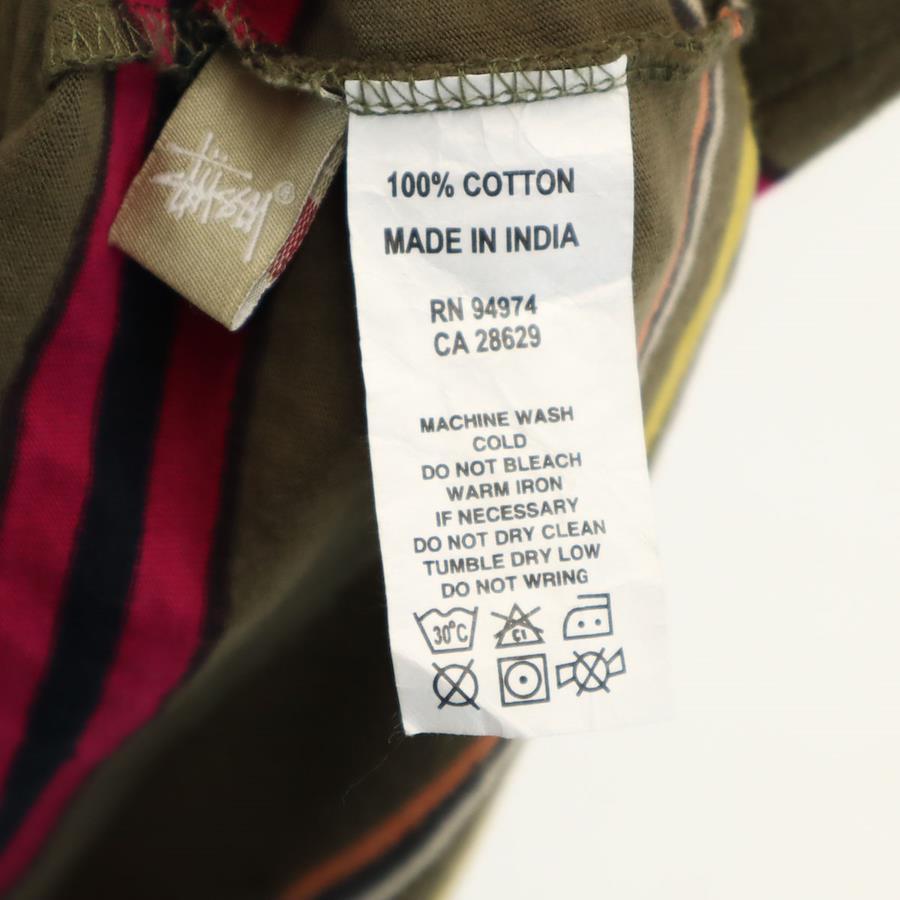 Stüssy®
100% COTTON
MADE IN INDIA
RN 94974
CA 28629
MACHINE WASH
COLD
DO NOT BLEACH
WARM IRON
IF NECESSARY
DO NOT DRY CLEAN
TUMBLE DRY LOW
DO NOT WRING
30°C
Cl